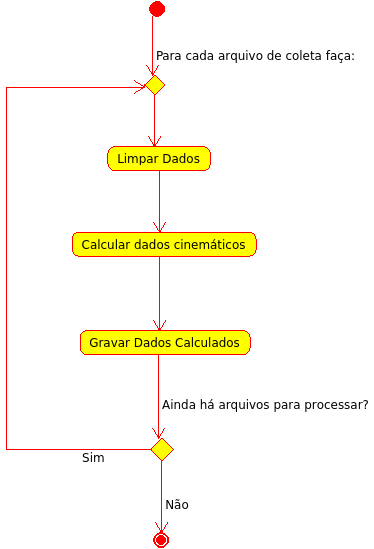 Para cada arquivo de coleta faça:
Limpar Dados
Calcular dados cinemáticos
Gravar Dados Calculados
Ainda há arquivos para processar?
Sim
Não